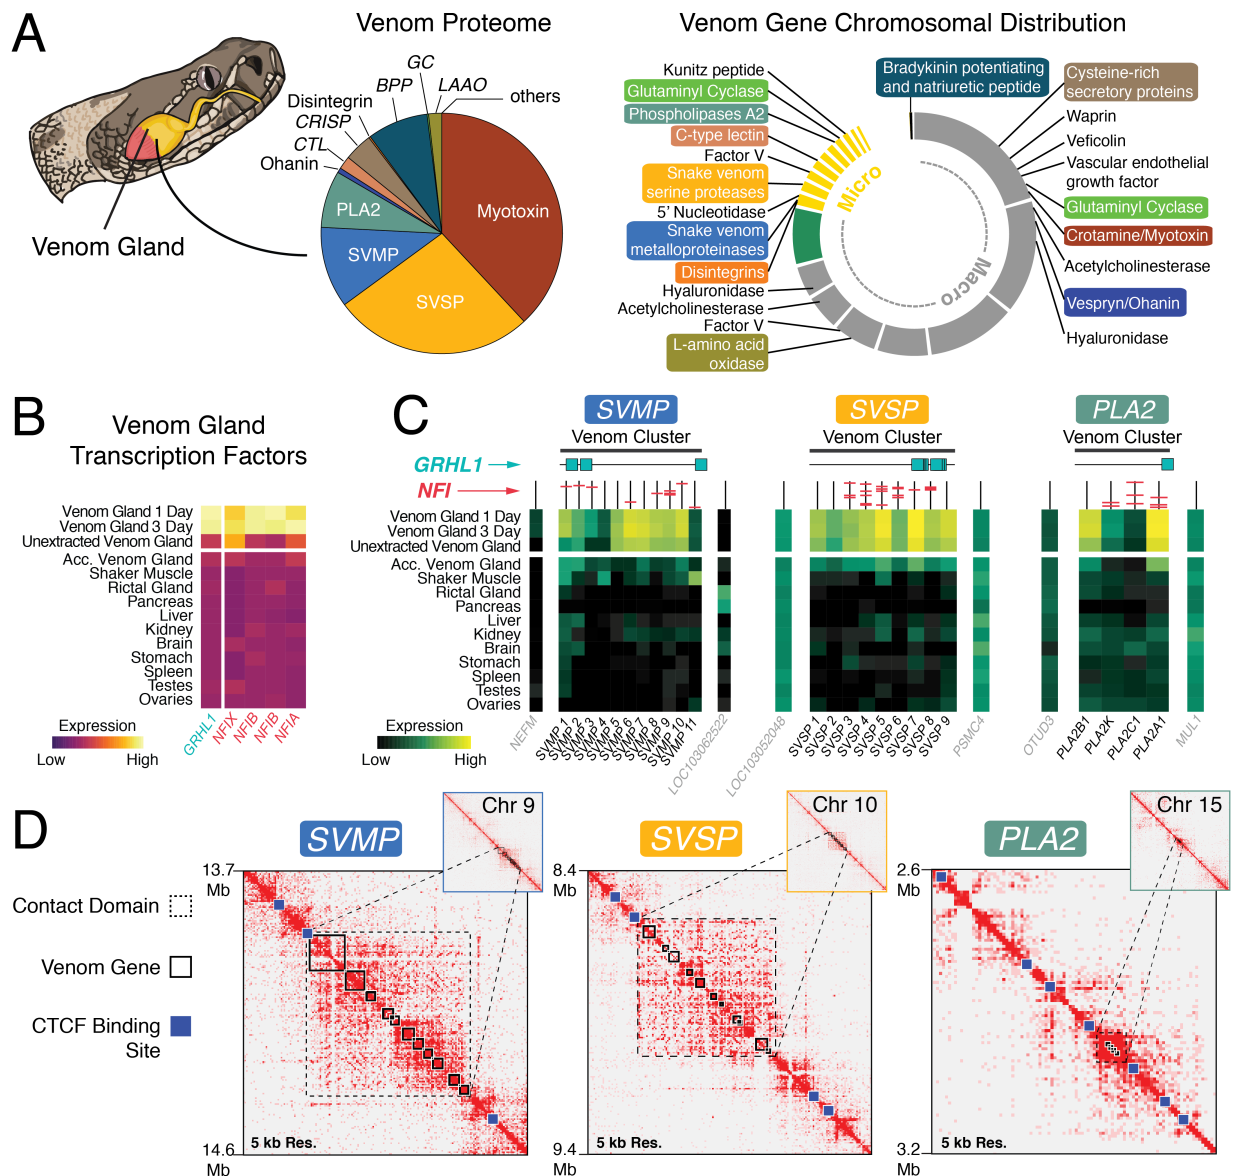 A
Venom Proteome
Venom Gene Chromosomal Distribution
Venom Gland
GC
BPP
LAAO
others
Disintegrin
CRISP
CTL
Ohanin
PLA2
SVMP
SVSP
Myotoxin
Kunitz peptide
Glutaminyl Cyclase
Phospholipases A2
C-type lectin
Factor V
Snake venom
serine proteases
5' Nucleotidase
Snake venom
metalloproteinases
Disintegrins
Hyaluronidase
Acetylcholinesterase
Factor V
L-amino acid
oxidase
Micro
Macro
Bradykinin potentiating
and natriuretic peptide
Cysteine-rich
secretory proteins
Waprin
Veficolin
Vascular endothelial
growth factor
Glutaminyl Cyclase
Crotamine/Myotoxin
Acetylcholinesterase
Vespryn/Ohanin
Hyaluronidase
B
Venom Gland
Transcription Factors
Venom Gland 1 Day
Venom Gland 3 Day
Unextracted Venom Gland
Acc. Venom Gland
Shaker Muscle
Rictal Gland
Pancreas
Liver
Kidney
Brain
Stomach
Spleen
Testes
Ovaries
GRHL1
NFIX
NFIB
NFIB
NFIA
Expression
Low
High
C
SVMP
Venom Cluster
SVSP
Venom Cluster
PLA2
Venom Cluster
GRHL1
NFI
Venom Gland 1 Day
Venom Gland 3 Day
Unextracted Venom Gland
Acc. Venom Gland
Shaker Muscle
Rictal Gland
Pancreas
Liver
Kidney
Brain
Stomach
Spleen
Testes
Ovaries
Expression
Low
High
NEFM
SVMP 1
SVMP 2
SVMP 3
SVMP 4
SVMP 5
SVMP 6
SVMP 7
SVMP 8
SVMP 9
SVMP 10
SVMP 11
LOC103062522
LOC103052048
SVSP 1
SVSP 2
SVSP 3
SVSP 4
SVSP 5
SVSP 6
SVSP 7
SVSP 8
SVSP 9
PSMC4
OTUD3
PLA2B1
PLA2K
PLA2C1
PLA2A1
MUL1
D
Contact Domain
Venom Gene
CTCF Binding
Site
SVMP
Chr 9
13.7
Mb
14.6
Mb
5 kb Res.
SVSP
Chr 10
8.4
Mb
9.4
Mb
5 kb Res.
PLA2
Chr 15
2.6
Mb
3.2
Mb
5 kb Res.